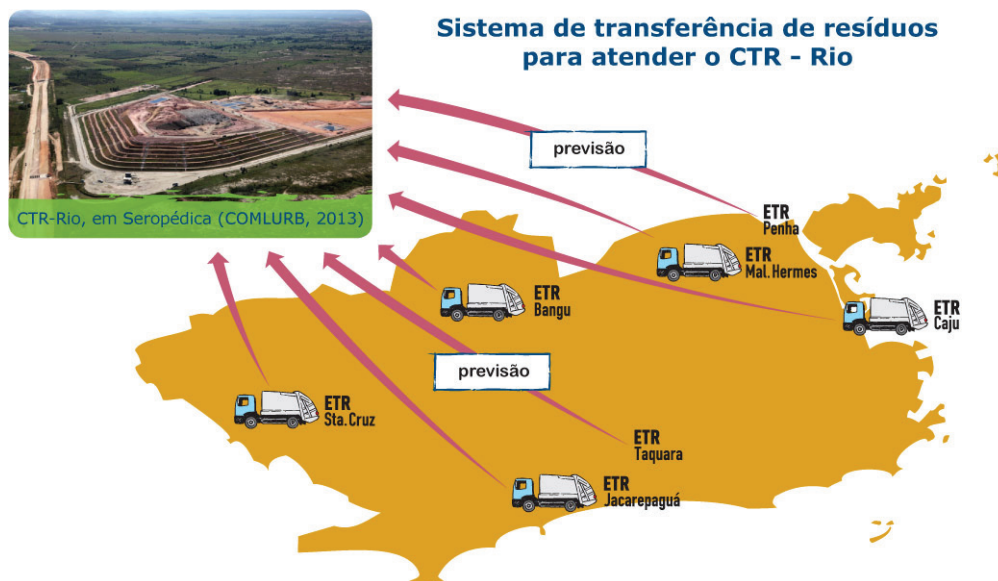 Sistema de transferência de resíduos
para atender o CTR - Rio
previsão
CTR-Rio, em Seropédica (COMLURB, 2013)
ETR
Penha
ETR
Mal. Hermes
ETR
Bangu
ETR
Caju
previsão
ETR
Sta. Cruz
ETR
Taquara
ETR
Jacarepaguá